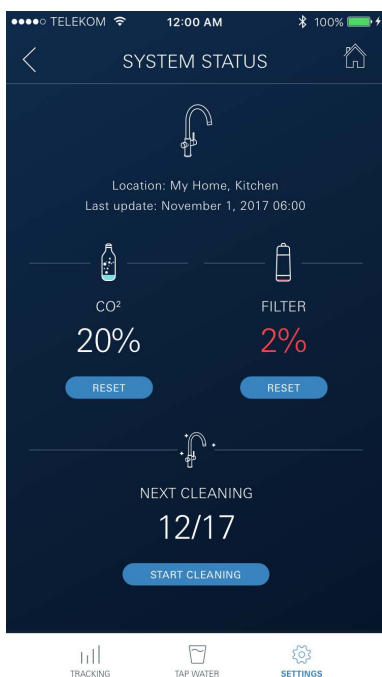 TELEKOM 12:00 AM 100%
SYSTEM STATUS
Location: My Home, Kitchen
Last update: November 1, 2017 06:00
CO² FILTER
20% 2%
RESET RESET
NEXT CLEANING
12/17
START CLEANING
TRACKING TAP WATER SETTINGS